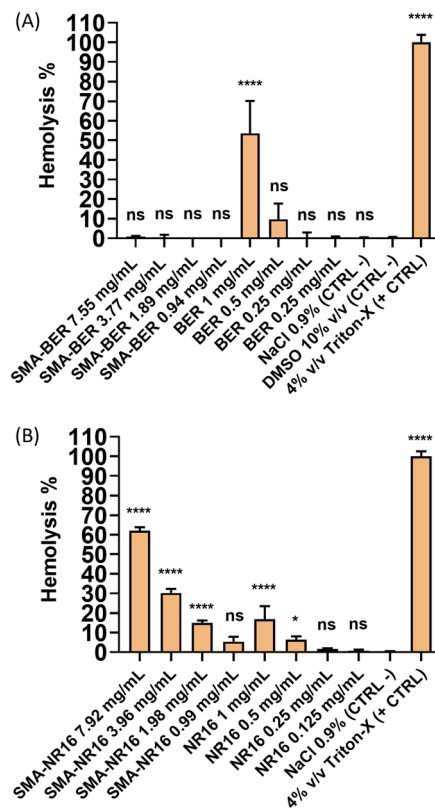 (A)
Hemolysis %
110
100
90
80
70
60
50
40
30
20
10
0
ns
ns
ns
ns
****
ns
ns
ns
ns
****
SMA-BER 7.55 mg/mL
SMA-BER 3.77 mg/mL
SMA-BER 1.89 mg/mL
SMA-BER 0.94 mg/mL
BER 1 mg/mL
BER 0.5 mg/mL
BER 0.25 mg/mL
BER 0.25 mg/mL
NaCl 0.9% (CTRL -)
DMSO 10% v/v (CTRL -)
4% v/v Triton-X (+ CTRL)
(B)
Hemolysis %
110
100
90
80
70
60
50
40
30
20
10
0
****
****
****
ns
****
*
ns
ns
****
SMA-NR16 7.92 mg/mL
SMA-NR16 3.96 mg/mL
SMA-NR16 1.98 mg/mL
SMA-NR16 0.99 mg/mL
NR16 1 mg/mL
NR16 0.5 mg/mL
NR16 0.25 mg/mL
NR16 0.125 mg/mL
NaCl 0.9% (CTRL -)
4% v/v Triton-X (+ CTRL)